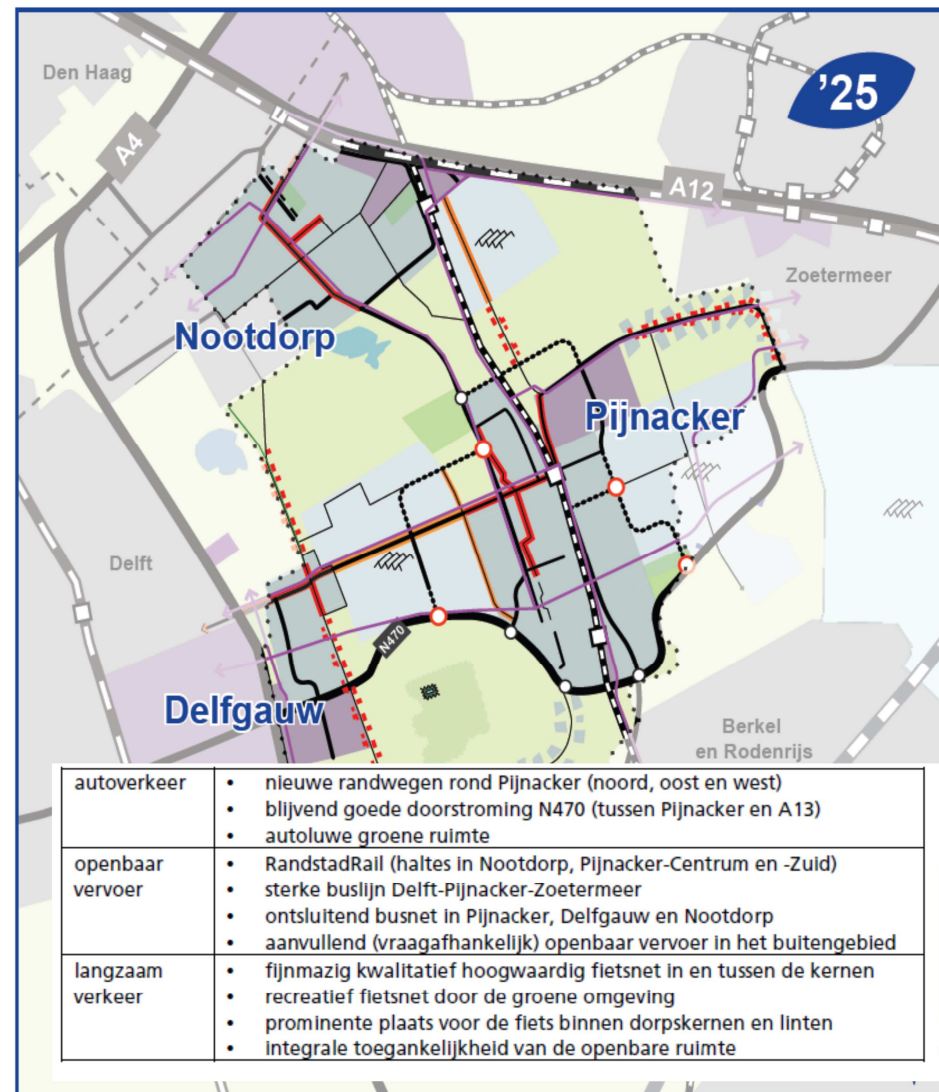 Den Haag
'25
A4
A12
Zoetermeer
Nootdorp
Pijnacker
Delft
N470
Delfgauw
Berkel
en Rodenrijs
autoverkeer
• nieuwe randwegen rond Pijnacker (noord, oost en west)
• blijvend goede doorstroming N470 (tussen Pijnacker en A13)
• autoluwe groene ruimte
openbaar
vervoer
• RandstadRail (haltes in Nootdorp, Pijnacker-Centrum en -Zuid)
• sterke buslijn Delft-Pijnacker-Zoetermeer
• ontsluitend busnet in Pijnacker, Delfgauw en Nootdorp
• aanvullend (vraagafhankelijk) openbaar vervoer in het buitengebied
langzaam
verkeer
• fijnmazig kwalitatief hoogwaardig fietsnet in en tussen de kernen
• recreatief fietsnet door de groene omgeving
• prominente plaats voor de fiets binnen dorpskernen en linten
• integrale toegankelijkheid van de openbare ruimte